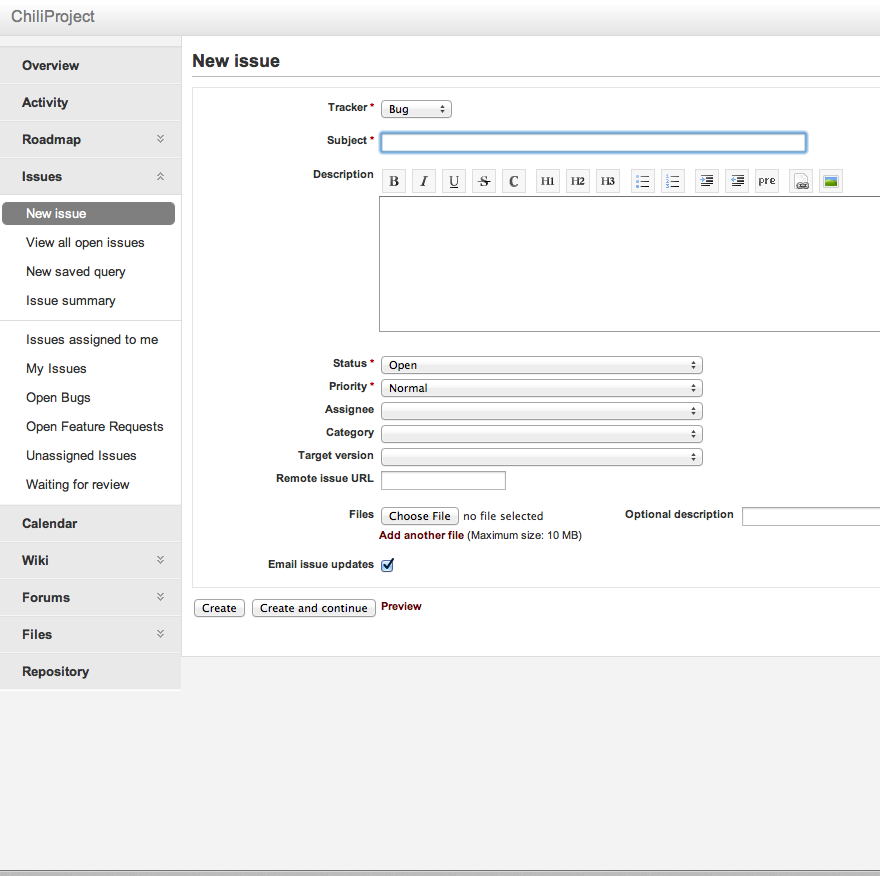 ChiliProject
Overview
Activity
Roadmap
Issues
New issue
View all open issues
New saved query
Issue summary
Issues assigned to me
My Issues
Open Bugs
Open Feature Requests
Unassigned Issues
Waiting for review
Calendar
Wiki
Forums
Files
Repository
New issue
Tracker * Bug
Subject *
Description B I U S C H1 H2 H3 pre
Status * Open
Priority * Normal
Assignee
Category
Target version
Remote issue URL
Files Choose File no file selected Optional description
Add another file (Maximum size: 10 MB)
Email issue updates
Create Create and continue Preview